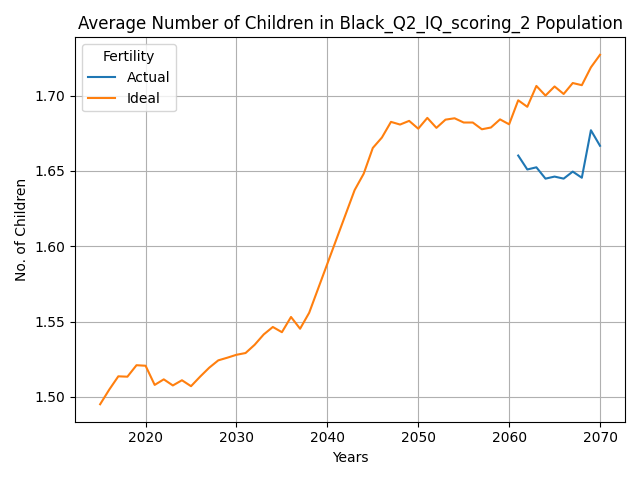 Average Number of Children in Black_Q2_IQ_scoring_2 Population
Fertility
Actual
Ideal
No. of Children
1.70
1.65
1.60
1.55
1.50
2020 2030 2040 2050 2060 2070
Years